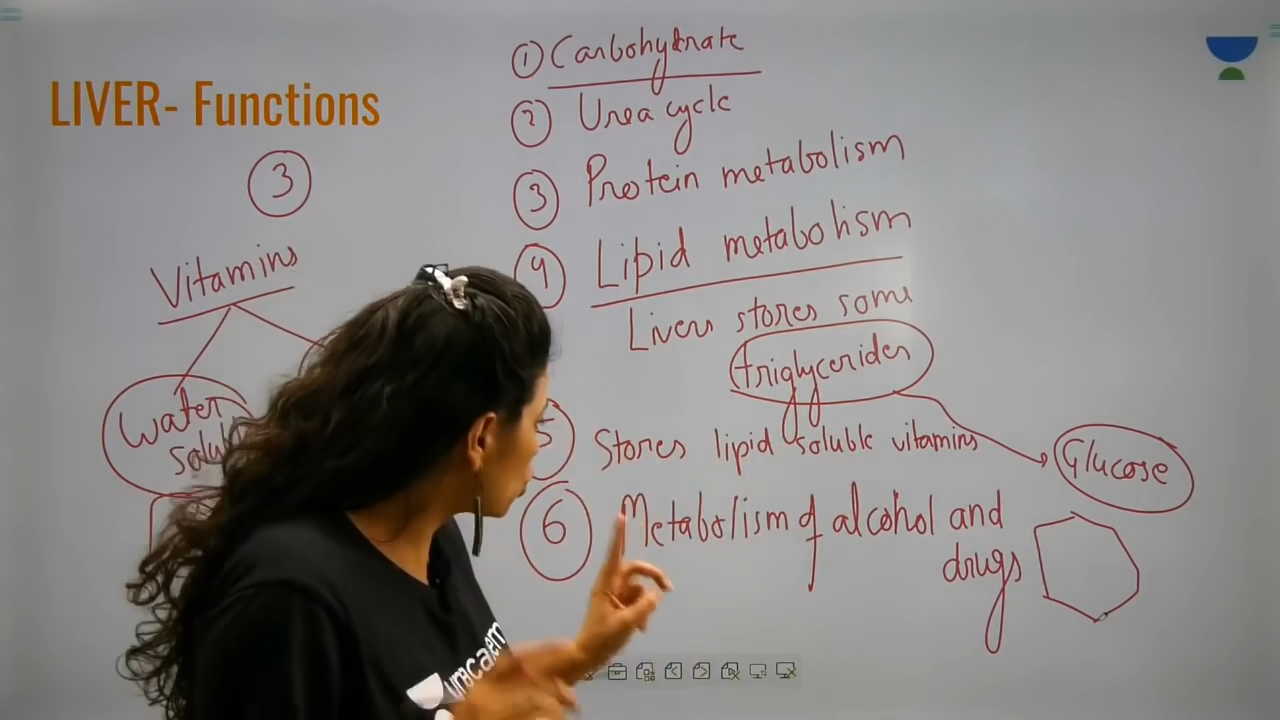 LIVER- Functions
3
Vitamins
water
① Carbohydrate
② Urea cycle
③ Protein metabolism
④ Lipid metabolism
Liver stores some
triglycerides
Glucose
5 Stores lipid soluble vitamins
⑥ Metabolism of alcohol and
drugs